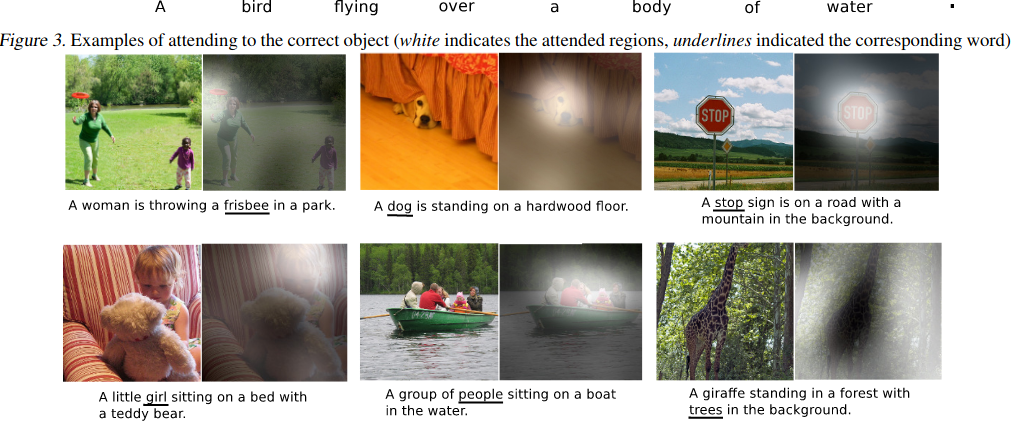 A bird flying over a body of water .
Figure 3. Examples of attending to the correct object (white indicates the attended regions, underlines indicated the corresponding word)
STOP
STOP
A woman is throwing a frisbee in a park.
A dog is standing on a hardwood floor.
A stop sign is on a road with a
mountain in the background.
A little girl sitting on a bed with
a teddy bear.
A group of people sitting on a boat
in the water.
A giraffe standing in a forest with
trees in the background.